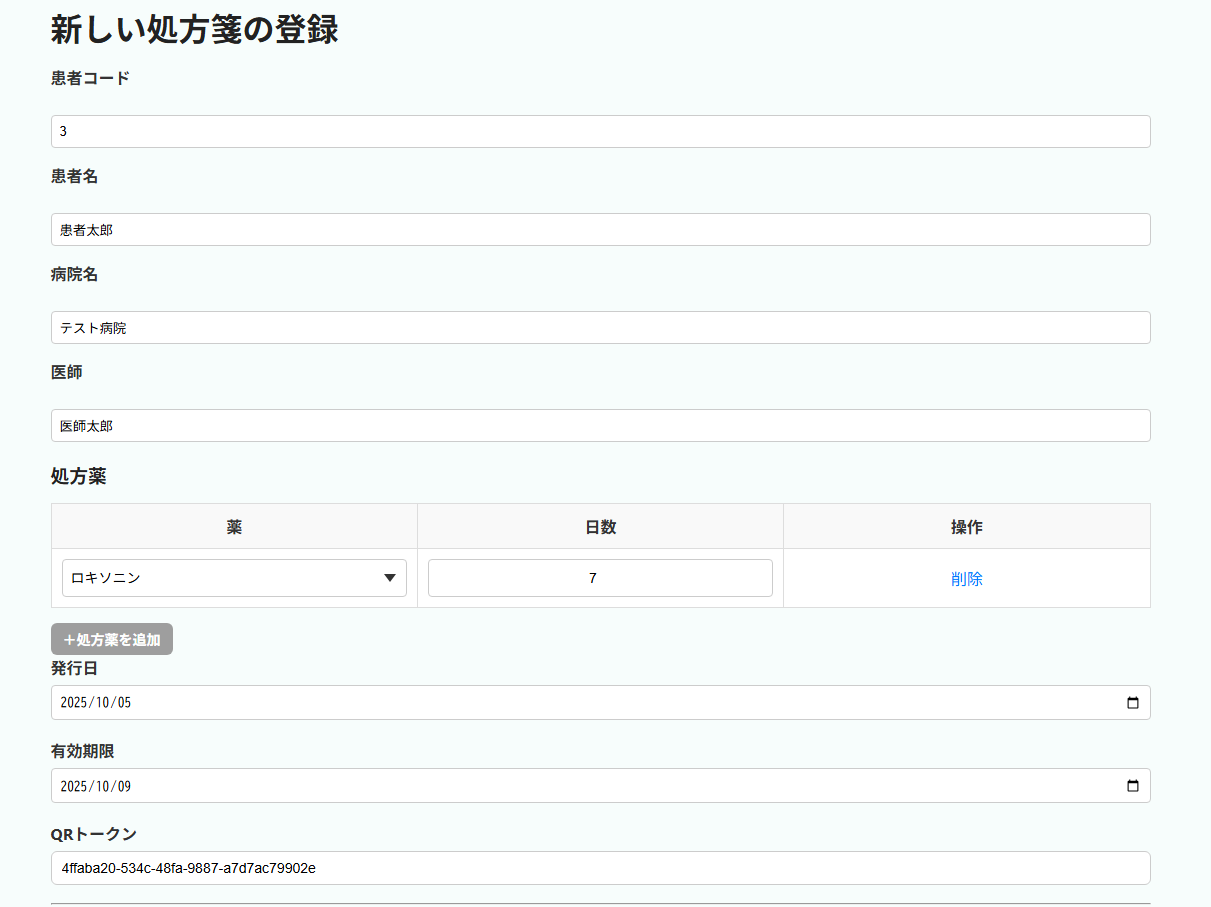 新しい処方箋の登録
患者コード
3
患者名
患者太郎
病院名
テスト病院
医師
医師太郎
処方薬
薬 日数 操作
ロキソニン 7 削除
＋処方薬を追加
発行日
2025/10/05
有効期限
2025/10/09
QRトークン
4ffaba20-534c-48fa-9887-a7d7ac79902e